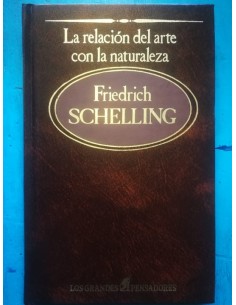 La relación del arte
con la naturaleza
Friedrich
SCHELLING
LOS GRANDES PENSADORES